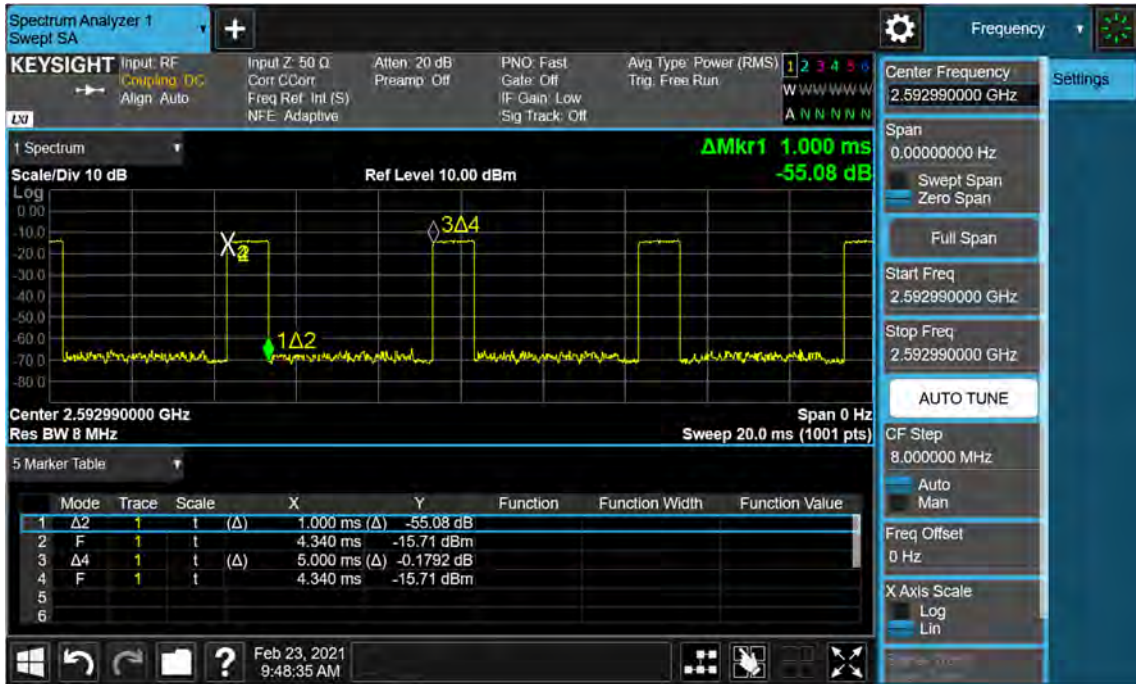 Spectrum Analyzer 1
Swept SA
+
Frequency
KEYSIGHT
Input: RF
Coupling: DC
Align: Auto
Input Z: 50 Ω
Corr CCorr
Freq Ref: Int (S)
NFE: Adaptive
Atten: 20 dB
Preamp: Off
PNO: Fast
Gate: Off
IF Gain: Low
Sig Track: Off
Avg Type: Power (RMS)
Trig: Free Run
1 2 3 4 5 6
W W W W W W
A N N N N N
LXI
1 Spectrum
ΔMkr1 1.000 ms
-55.08 dB
Scale/Div 10 dB
Ref Level 10.00 dBm
Log
0.00
-10.0
-20.0
-30.0
-40.0
-50.0
-60.0
-70.0
-80.0
3Δ4
1Δ2
Center 2.592990000 GHz
Span 0 Hz
Res BW 8 MHz
Sweep 20.0 ms (1001 pts)
5 Marker Table
Mode Trace Scale X Y Function Function Width Function Value
1 Δ2 1 t (Δ) 1.000 ms (Δ) -55.08 dB
2 F 1 t 4.340 ms -15.71 dBm
3 Δ4 1 t (Δ) 5.000 ms (Δ) -0.1792 dB
4 F 1 t 4.340 ms -15.71 dBm
5
6
?
Feb 23, 2021
9:48:35 AM
Center Frequency
2.592990000 GHz
Settings
Span
0.00000000 Hz
Swept Span
Zero Span
Full Span
Start Freq
2.592990000 GHz
Stop Freq
2.592990000 GHz
AUTO TUNE
CF Step
8.000000 MHz
Auto
Man
Freq Offset
0 Hz
X Axis Scale
Log
Lin